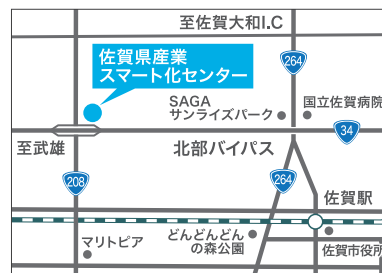 至佐賀大和I.C
佐賀県産業
スマート化センター
264
SAGA
サンライズパーク
国立佐賀病院
34
至武雄
北部バイパス
208
264
佐賀駅
どんどんどん
の森公園
マリトピア
佐賀市役所